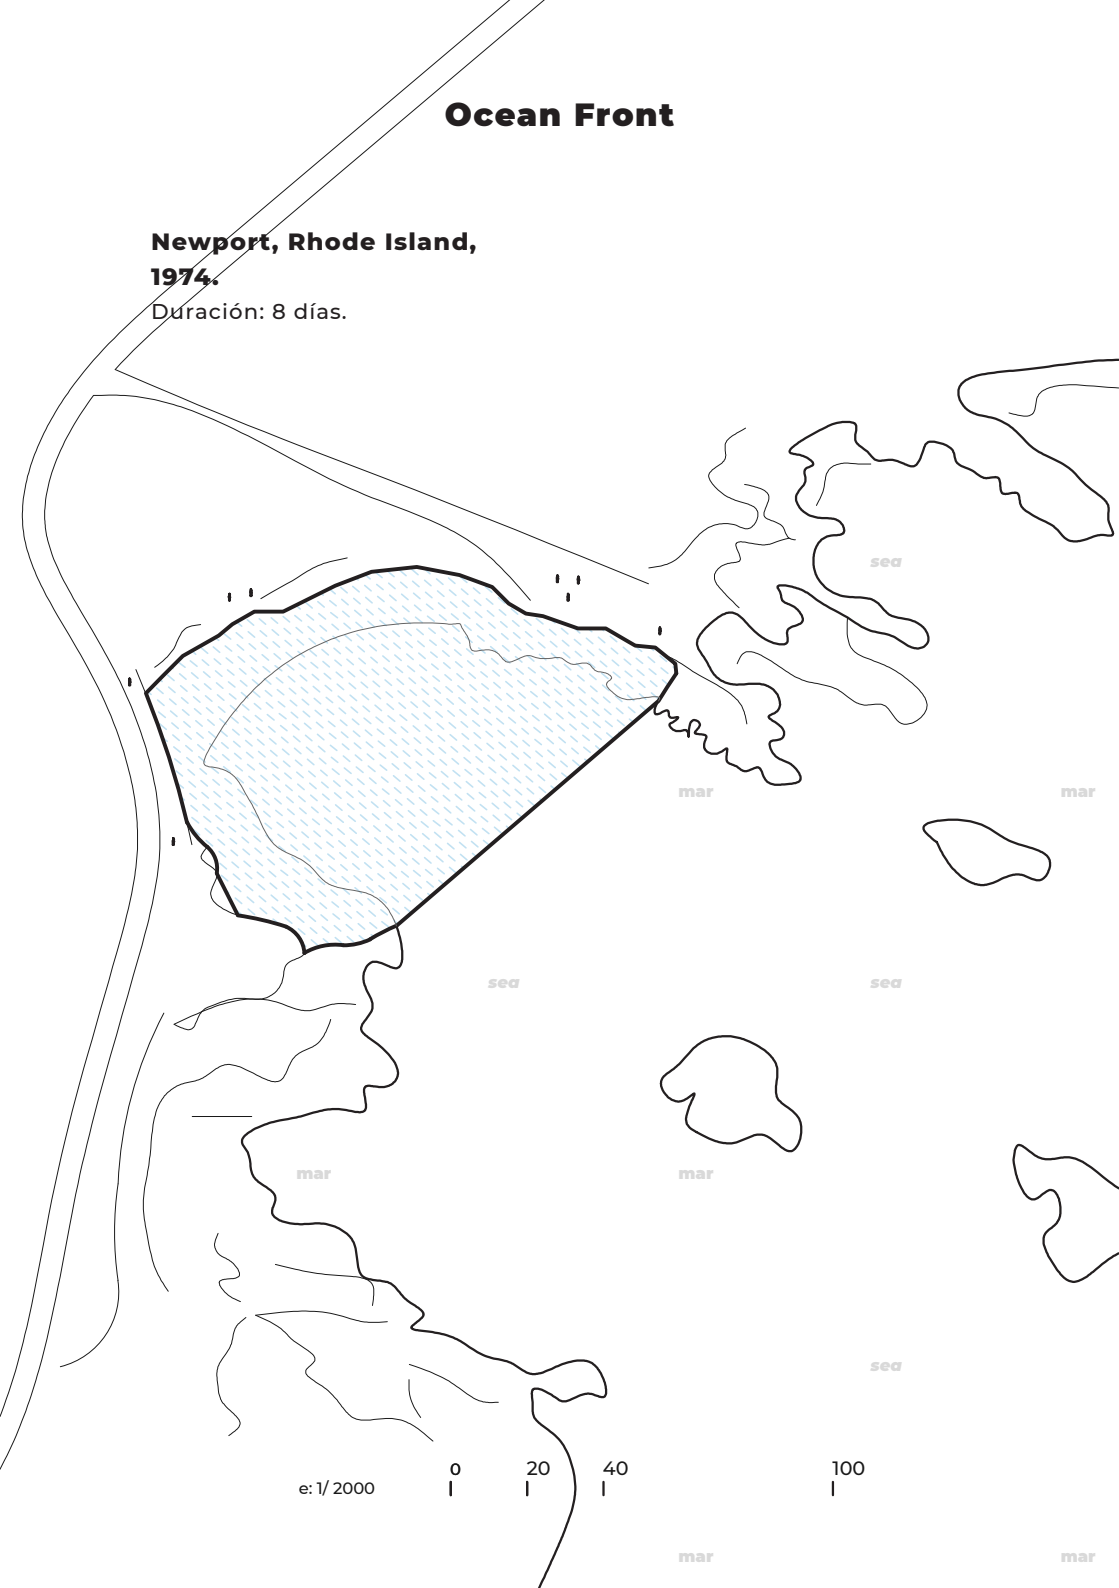 Ocean Front
Newport, Rhode Island,
1974.
Duración: 8 días.
sea
mar mar
sea sea
mar mar
sea
0 20 40 100
e: 1/ 2000
mar mar